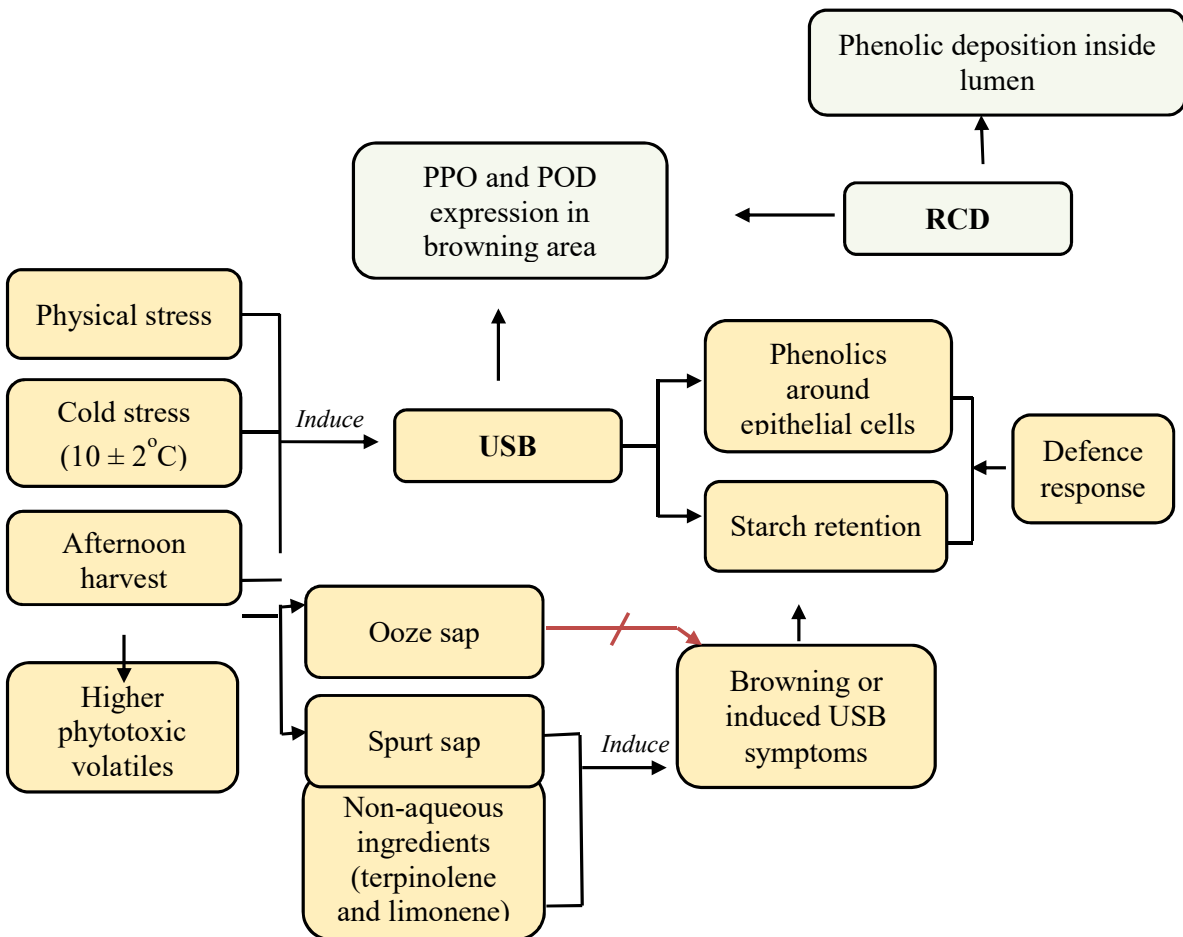 Phenolic deposition inside
lumen
PPO and POD
expression in
browning area
RCD
Physical stress
Cold stress
(10 ± 2°C)
Afternoon
harvest
Higher
phytotoxic
volatiles
Induce
USB
Phenolics
around
epithelial cells
Starch retention
Defence
response
Ooze sap
Spurt sap
Non-aqueous
ingredients
(terpinolene
and limonene)
Induce
Browning or
induced USB
symptoms